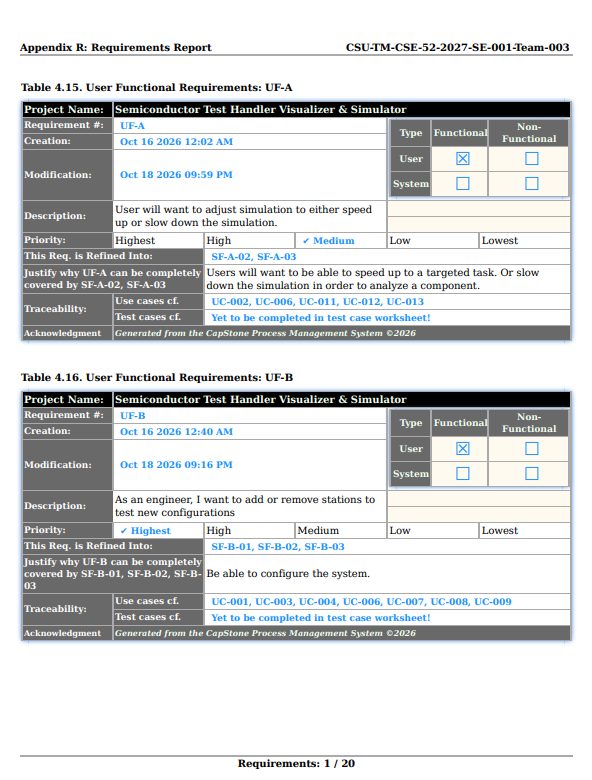 Appendix R: Requirements Report CSU-TM-CSE-52-2027-SE-001-Team-003
Table 4.15. User Functional Requirements: UF-A
Project Name: Semiconductor Test Handler Visualizer & Simulator
Requirement #: UF-A
Creation: Oct 16 2026 12:02 AM
Modification: Oct 18 2026 09:59 PM
Type Functional Non-Functional
User ☒ ☐
System ☐ ☐
Description: User will want to adjust simulation to either speed
up or slow down the simulation.
Priority: Highest High ✓ Medium Low Lowest
This Req. is Refined Into: SF-A-02, SF-A-03
Justify why UF-A can be completely
covered by SF-A-02, SF-A-03
Users will want to be able to speed up to a targeted task. Or slow
down the simulation in order to analyze a component.
Traceability: Use cases cf. UC-002, UC-006, UC-011, UC-012, UC-013
Test cases cf. Yet to be completed in test case worksheet!
Acknowledgment Generated from the CapStone Process Management System ©2026
Table 4.16. User Functional Requirements: UF-B
Project Name: Semiconductor Test Handler Visualizer & Simulator
Requirement #: UF-B
Creation: Oct 16 2026 12:40 AM
Modification: Oct 18 2026 09:16 PM
Type Functional Non-Functional
User ☒ ☐
System ☐ ☐
Description: As an engineer, I want to add or remove stations to
test new configurations
Priority: ✓ Highest High Medium Low Lowest
This Req. is Refined Into: SF-B-01, SF-B-02, SF-B-03
Justify why UF-B can be completely
covered by SF-B-01, SF-B-02, SF-B-
03
Be able to configure the system.
Traceability: Use cases cf. UC-001, UC-003, UC-004, UC-006, UC-007, UC-008, UC-009
Test cases cf. Yet to be completed in test case worksheet!
Acknowledgment Generated from the CapStone Process Management System ©2026
Requirements: 1 / 20